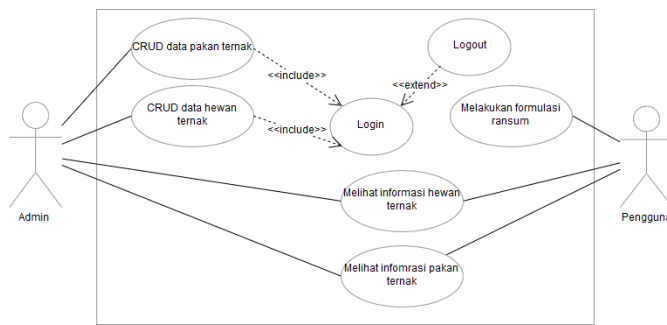 CRUD data pakan ternak
Logout
<<include>>
<<extend>>
CRUD data hewan
ternak
Login
Melakukan formulasi
ransum
<<include>>
Melihat informasi hewan
ternak
Admin
Pengguna
Melihat infomrasi pakan
ternak